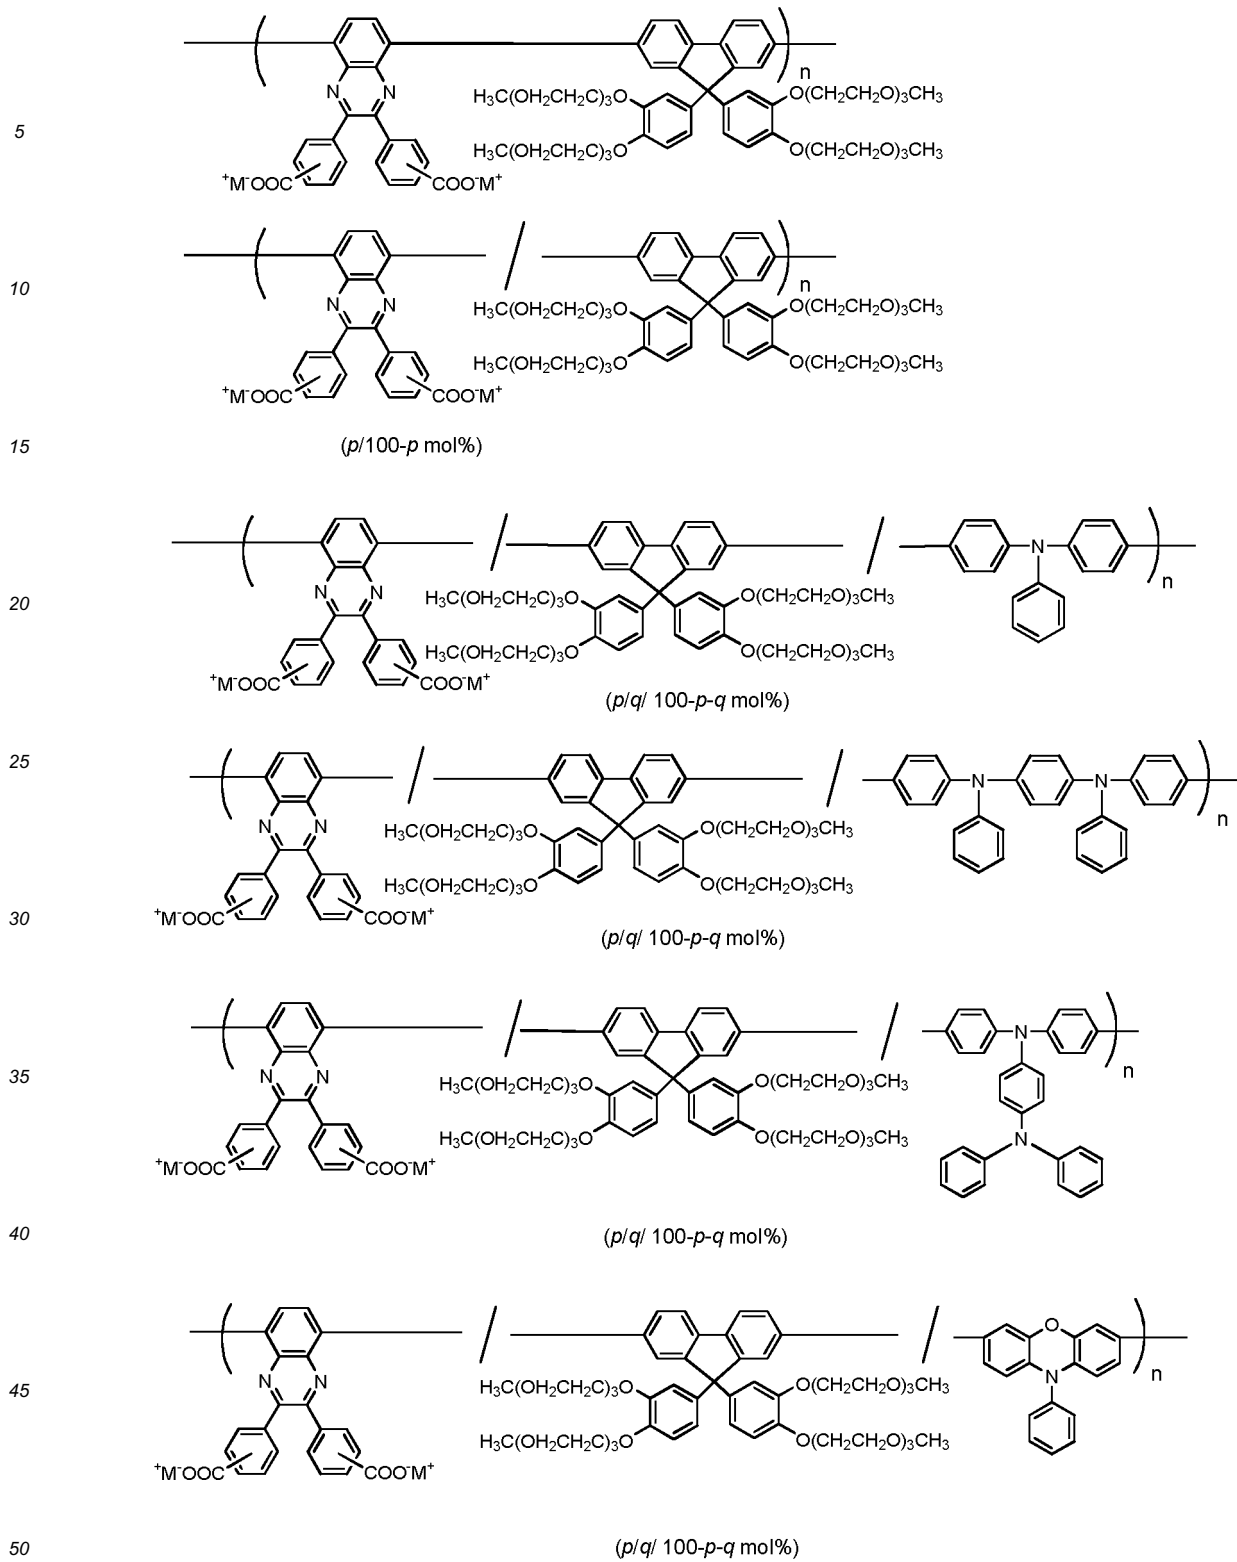 n
N N
H3C(OH2CH2C)3O O(CH2CH2O)3CH3
5
H3C(OH2CH2C)3O O(CH2CH2O)3CH3
+M-OOC COO-M+
n
10
N N
H3C(OH2CH2C)3O O(CH2CH2O)3CH3
H3C(OH2CH2C)3O O(CH2CH2O)3CH3
+M-OOC COO-M+
15 (p/100-p mol%)
N
n
N N
20 H3C(OH2CH2C)3O O(CH2CH2O)3CH3
H3C(OH2CH2C)3O O(CH2CH2O)3CH3
+M-OOC COO-M+
(p/q/ 100-p-q mol%)
25
N N
n
N N
H3C(OH2CH2C)3O O(CH2CH2O)3CH3
H3C(OH2CH2C)3O O(CH2CH2O)3CH3
30 +M-OOC COO-M+
(p/q/ 100-p-q mol%)
N
n
35 N N
H3C(OH2CH2C)3O O(CH2CH2O)3CH3
H3C(OH2CH2C)3O O(CH2CH2O)3CH3 N
+M-OOC COO-M+
40 (p/q/ 100-p-q mol%)
O
N
n
45 N N
H3C(OH2CH2C)3O O(CH2CH2O)3CH3
H3C(OH2CH2C)3O O(CH2CH2O)3CH3
+M-OOC COO-M+
50 (p/q/ 100-p-q mol%)